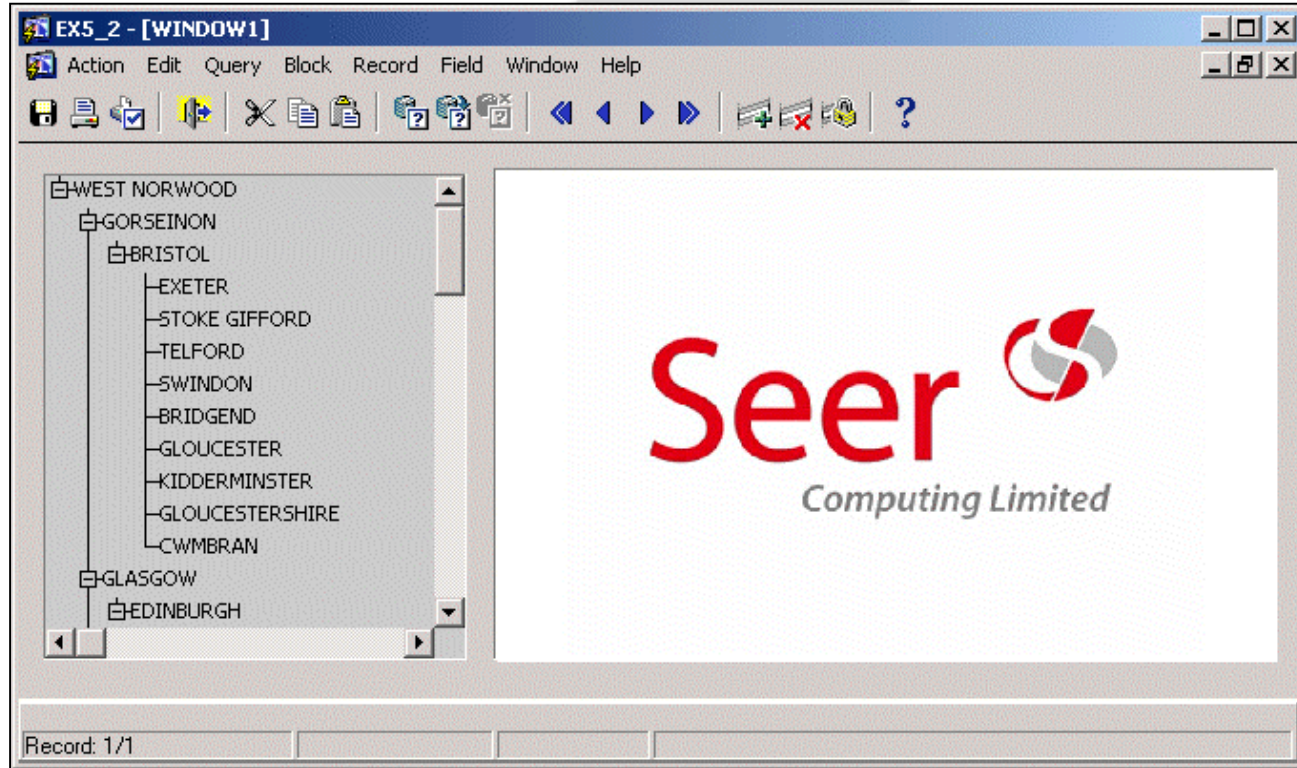 EX5_2 - [WINDOW1]
Action Edit Query Block Record Field Window Help
WEST NORWOOD
GORSEINON
BRISTOL
EXETER
STOKE GIFFORD
TELFORD
SWINDON
BRIDGEND
GLOUCESTER
KIDDERMINSTER
GLOUCESTERSHIRE
CWMBRAN
GLASGOW
EDINBURGH
Seer
Computing Limited
Record: 1/1